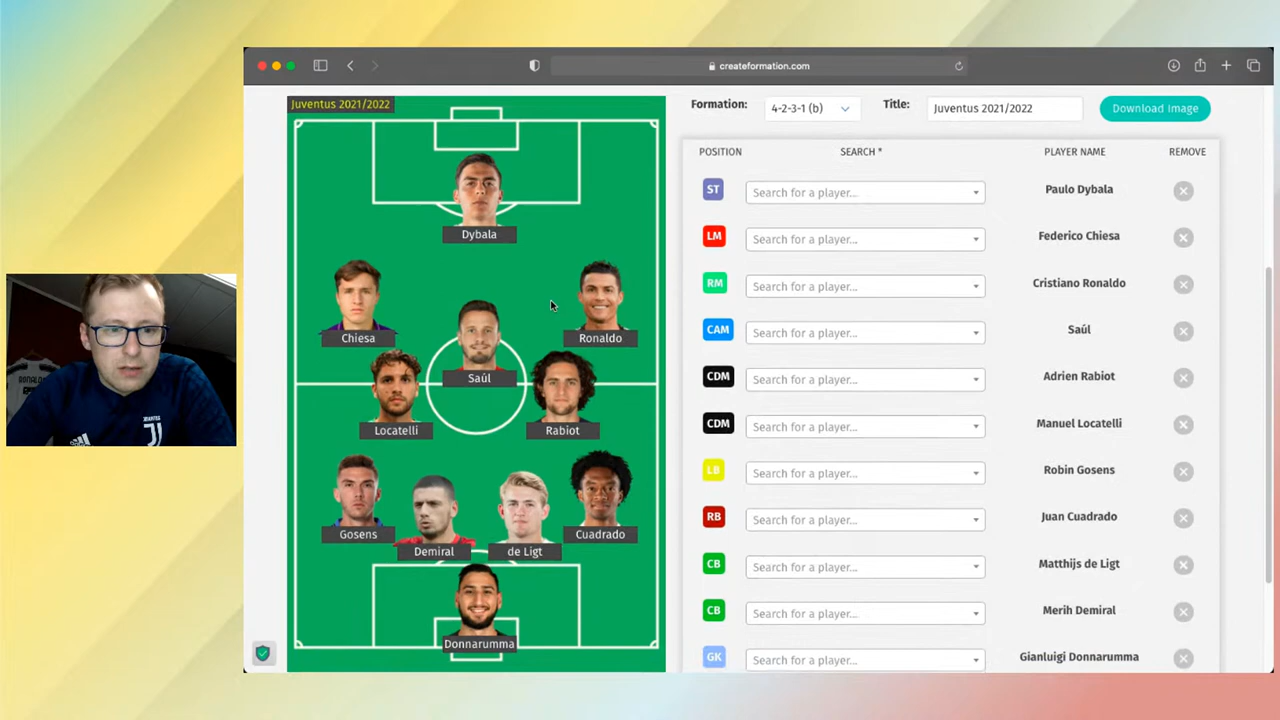 createformation.com
Juventus 2021/2022
Formation: 4-2-3-1 (b) Title: Juventus 2021/2022 Download Image
POSITION SEARCH * PLAYER NAME REMOVE
ST Search for a player... Paulo Dybala
LM Search for a player... Federico Chiesa
RM Search for a player... Cristiano Ronaldo
CAM Search for a player... Saúl
CDM Search for a player... Adrien Rabiot
CDM Search for a player... Manuel Locatelli
LB Search for a player... Robin Gosens
RB Search for a player... Juan Cuadrado
CB Search for a player... Matthijs de Ligt
CB Search for a player... Merih Demiral
GK Search for a player... Gianluigi Donnarumma
Dybala
Chiesa
Ronaldo
Saúl
Locatelli
Rabiot
Gosens
Cuadrado
Demiral
de Ligt
Donnarumma
RONALDO
JUVENTUS